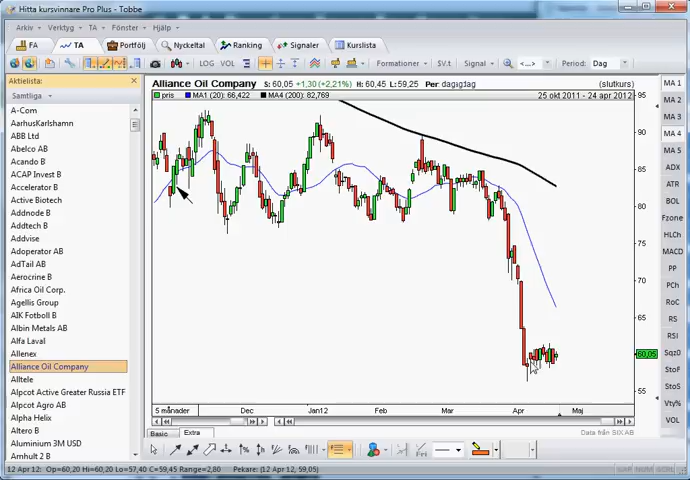 Hitta kursvinnare Pro Plus - Tobbe
Arkiv Verktyg TA Fönster Hjälp
FA TA Portfölj Nyckeltal Ranking Signaler Kurslista
LOG VOL Formationer SV:t Signal <...> Period: Dag
Aktielista:
Samtliga
A-Com
AarhusKarlshamn
ABB Ltd
Abelco AB
Acando B
ACAP Invest B
Accelerator B
Active Biotech
Addnode B
Addtech B
Addvise
Adoperator AB
AdTail AB
Aerocrine B
Africa Oil Corp.
Agellis Group
AIK Fotboll B
Albin Metals AB
Alfa Laval
Allenex
Alliance Oil Company
Alltele
Alpcot Active Greater Russia ETF
Alpcot Agro AB
Alpha Helix
Altero B
Aluminium 3M USD
Amhult 2 B
Alliance Oil Company S: 60,05 +1,30 (+2,21%) H: 60,45 L: 59,25 Per: dagigdag (slutkurs)
pris MA1 (20): 66,422 MA4 (200): 82,769 25 okt 2011 - 24 apr 2012
95
90
85
80
75
70
65
60,05
55
5 månader Dec Jan12 Feb Mar Apr Maj
Basic Extra Data från SIX AB
MA 1
MA 2
MA 3
MA 4
MA 5
ADX
ATR
BOL
Fzone
HLCh
MACD
PP
PCh
RoC
RS
RSi
Sqz0
StoF
StoS
Vty%
VOL
12 Apr 12: Op=60,20 Hi=60,20 Lo=57,40 C=59,45 Range=2,80 Pekare: (12 Apr 12, 59,05)